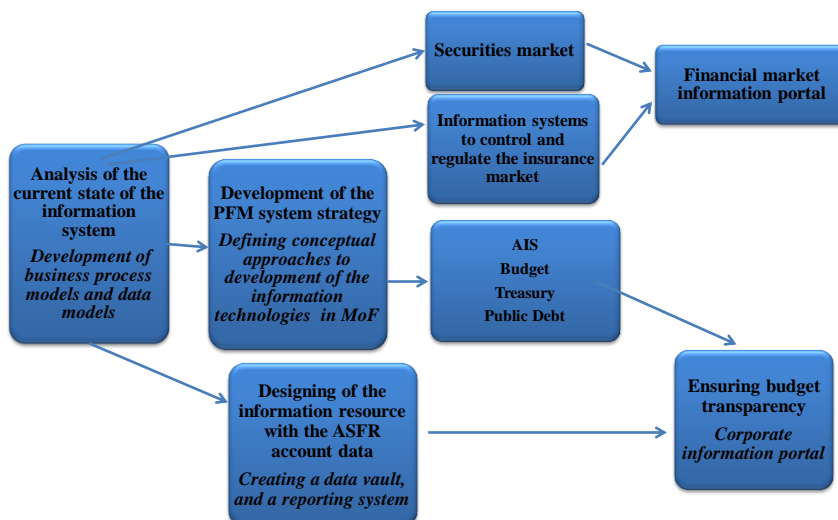 Securities market
Financial market
information portal
Information systems
to control and
regulate the insurance
market
Analysis of the
current state of the
information
system
Development of
business process
models and data
models
Development of the
PFM system strategy
Defining conceptual
approaches to
development of the
information
technologies in MoF
AIS
Budget
Treasury
Public Debt
Designing of the
information resource
with the ASFR
account data
Creating a data vault,
and a reporting system
Ensuring budget
transparency
Corporate
information portal